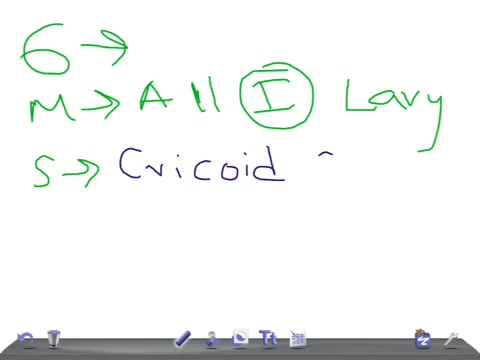 6 →
M → All I Lary
S → Cricoid